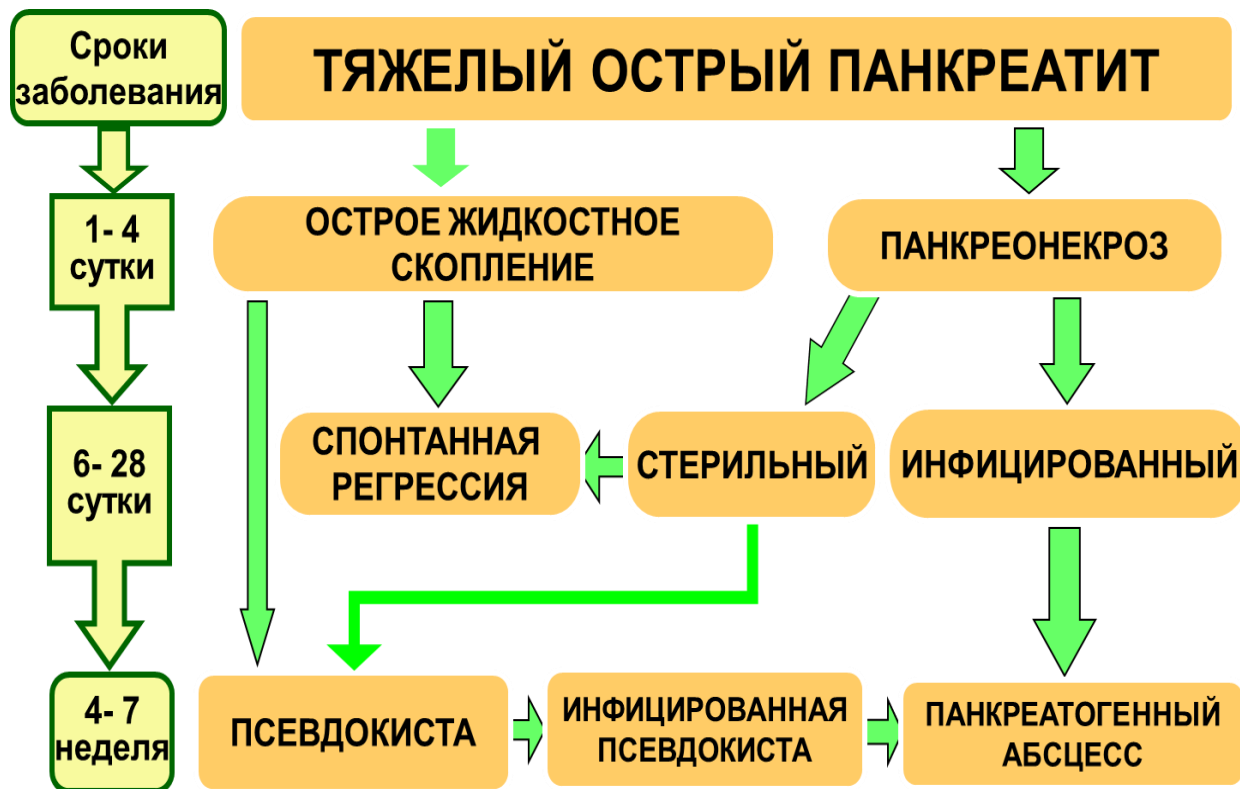 Сроки
заболевания
ТЯЖЕЛЫЙ ОСТРЫЙ ПАНКРЕАТИТ
1- 4
сутки
ОСТРОЕ ЖИДКОСТНОЕ
СКОПЛЕНИЕ
ПАНКРЕОНЕКРОЗ
6- 28
сутки
СПОНТАННАЯ
РЕГРЕССИЯ
СТЕРИЛЬНЫЙ
ИНФИЦИРОВАННЫЙ
4- 7
неделя
ПСЕВДОКИСТА
ИНФИЦИРОВАННАЯ
ПСЕВДОКИСТА
ПАНКРЕАТОГЕННЫЙ
АБСЦЕСС